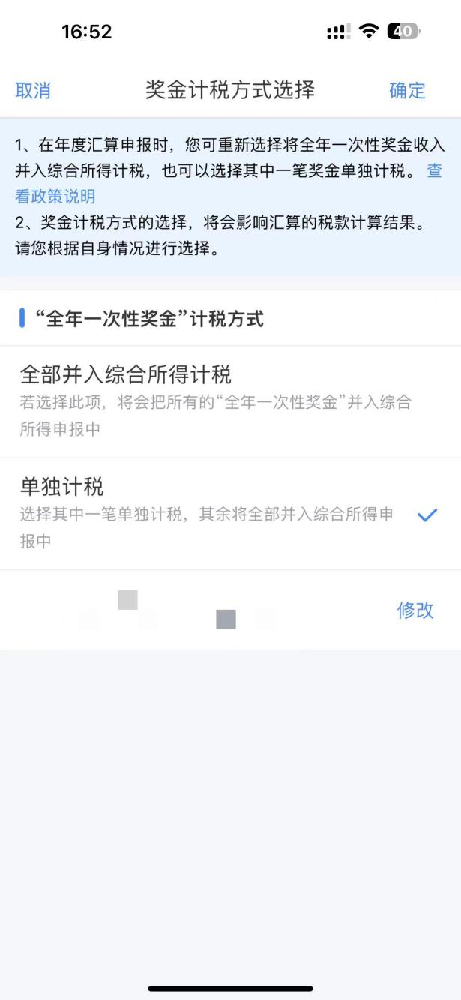 16:52
40
取消 奖金计税方式选择 确定
1、在年度汇算申报时，您可重新选择将全年一次性奖金收入
并入综合所得计税，也可以选择其中一笔奖金单独计税。 查
看政策说明
2、奖金计税方式的选择，将会影响汇算的税款计算结果。
请您根据自身情况进行选择。
“全年一次性奖金”计税方式
全部并入综合所得计税
若选择此项，将会把所有的“全年一次性奖金”并入综合
所得申报中
单独计税
选择其中一笔单独计税，其余将全部并入综合所得申
报中
修改